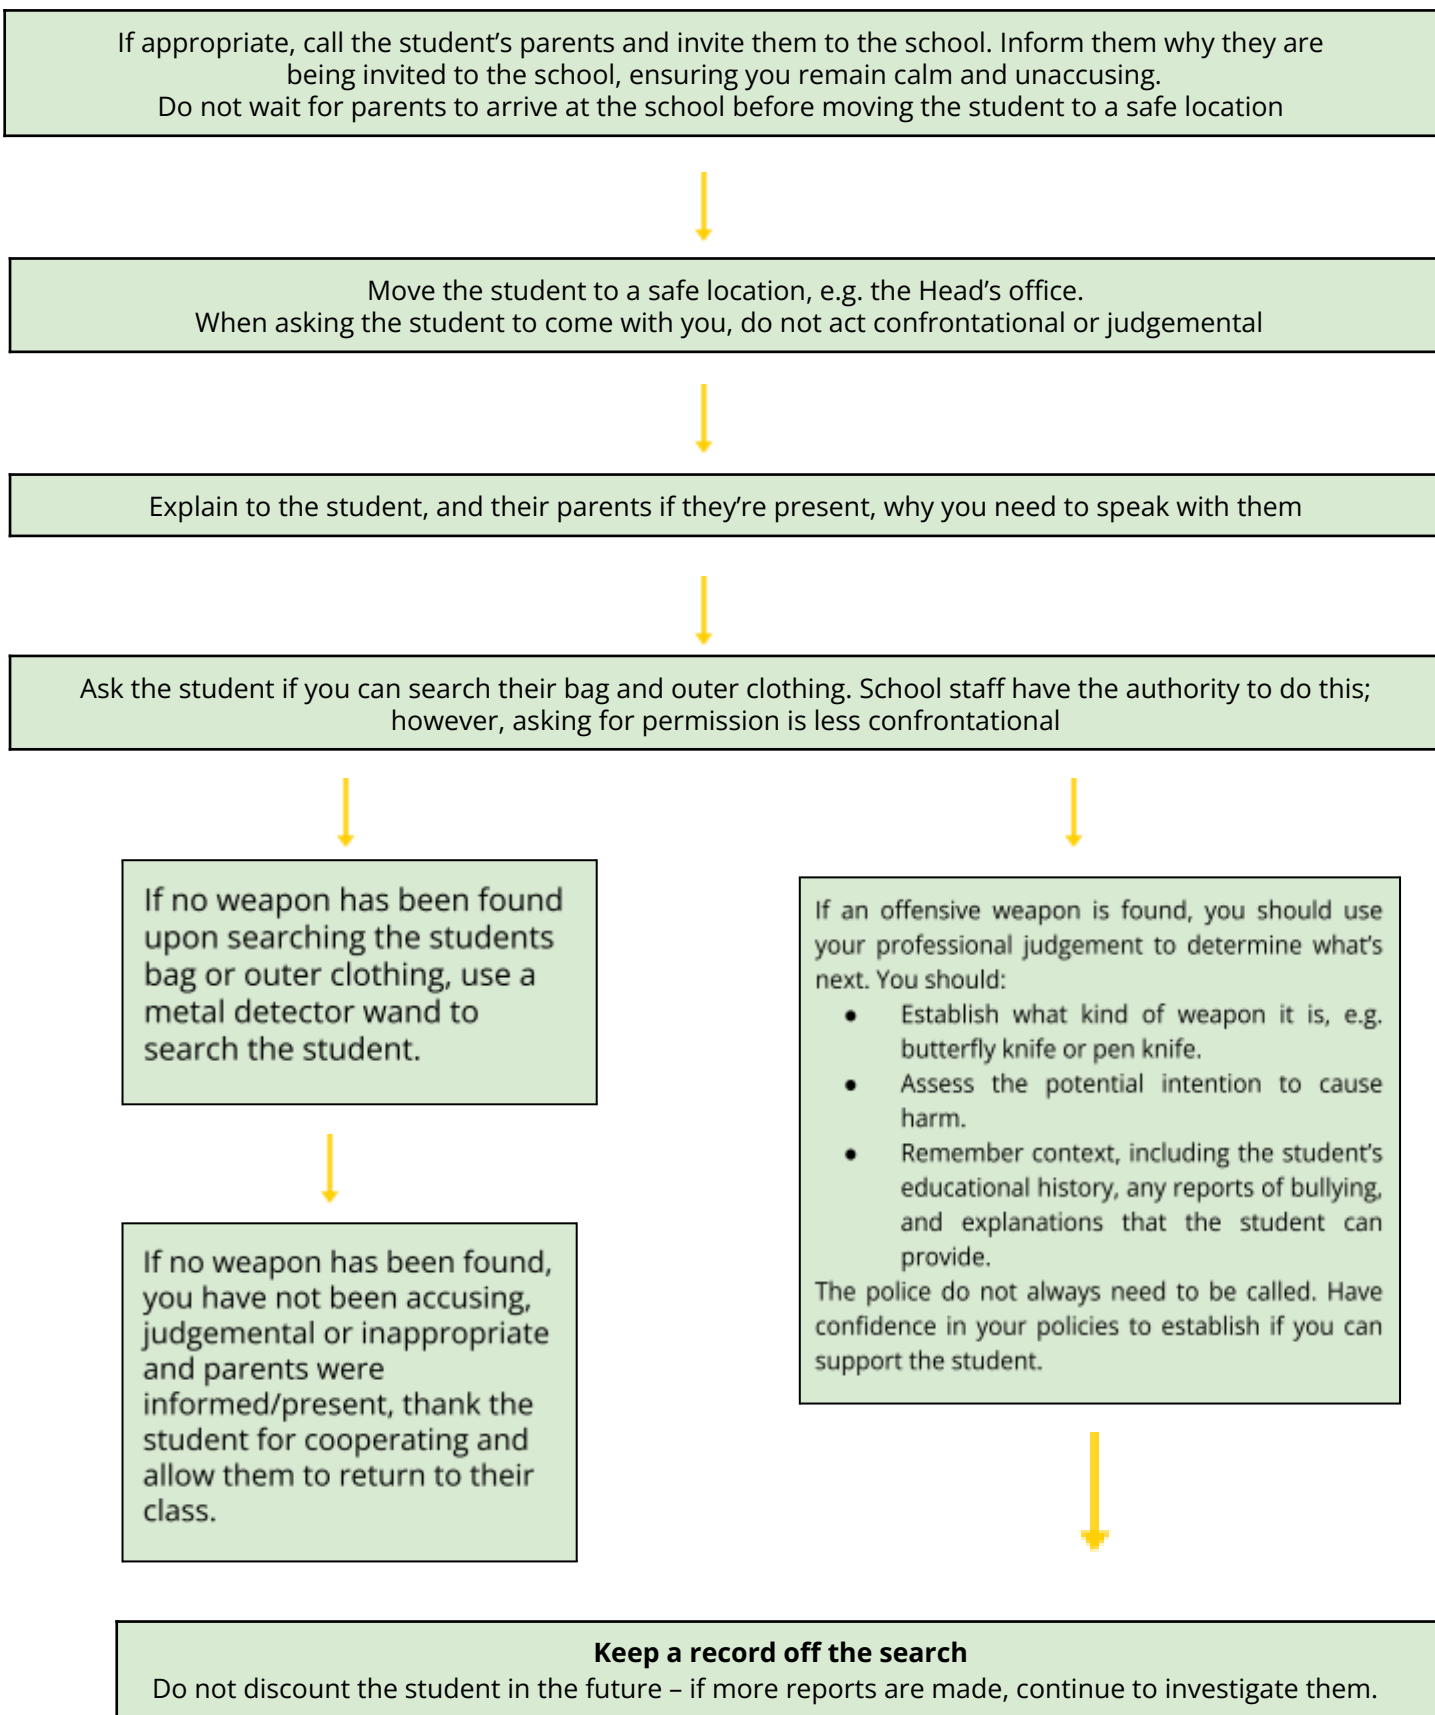 If appropriate, call the student’s parents and invite them to the school. Inform them why they are
being invited to the school, ensuring you remain calm and unaccusing.
Do not wait for parents to arrive at the school before moving the student to a safe location
Move the student to a safe location, e.g. the Head’s office.
When asking the student to come with you, do not act confrontational or judgemental
Explain to the student, and their parents if they’re present, why you need to speak with them
Ask the student if you can search their bag and outer clothing. School staff have the authority to do this;
however, asking for permission is less confrontational
If no weapon has been found
upon searching the students
bag or outer clothing, use a
metal detector wand to
search the student.
If no weapon has been found,
you have not been accusing,
judgemental or inappropriate
and parents were
informed/present, thank the
student for cooperating and
allow them to return to their
class.
If an offensive weapon is found, you should use
your professional judgement to determine what’s
next. You should:
● Establish what kind of weapon it is, e.g.
butterfly knife or pen knife.
● Assess the potential intention to cause
harm.
● Remember context, including the student’s
educational history, any reports of bullying,
and explanations that the student can
provide.
The police do not always need to be called. Have
confidence in your policies to establish if you can
support the student.
Keep a record off the search
Do not discount the student in the future – if more reports are made, continue to investigate them.